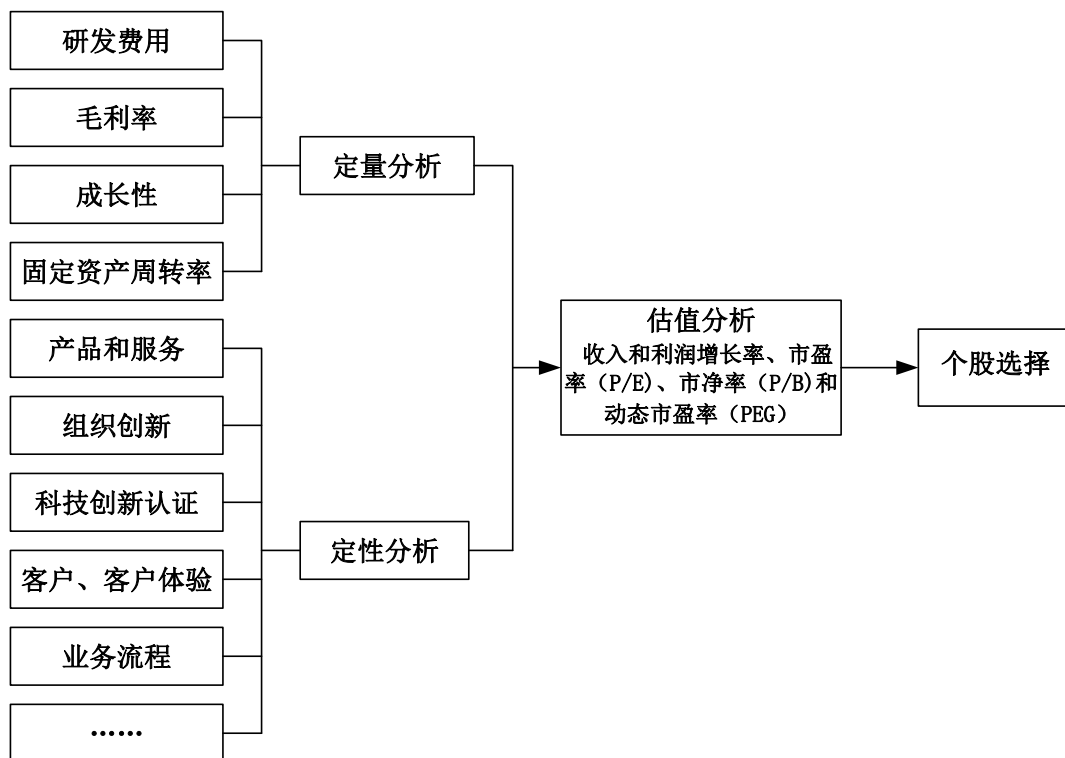 研发费用
毛利率
成长性
固定资产周转率
定量分析
产品和服务
组织创新
科技创新认证
客户、客户体验
业务流程
……
定性分析
估值分析
收入和利润增长率、市盈
率（P/E）、市净率（P/B)和
动态市盈率（PEG）
个股选择